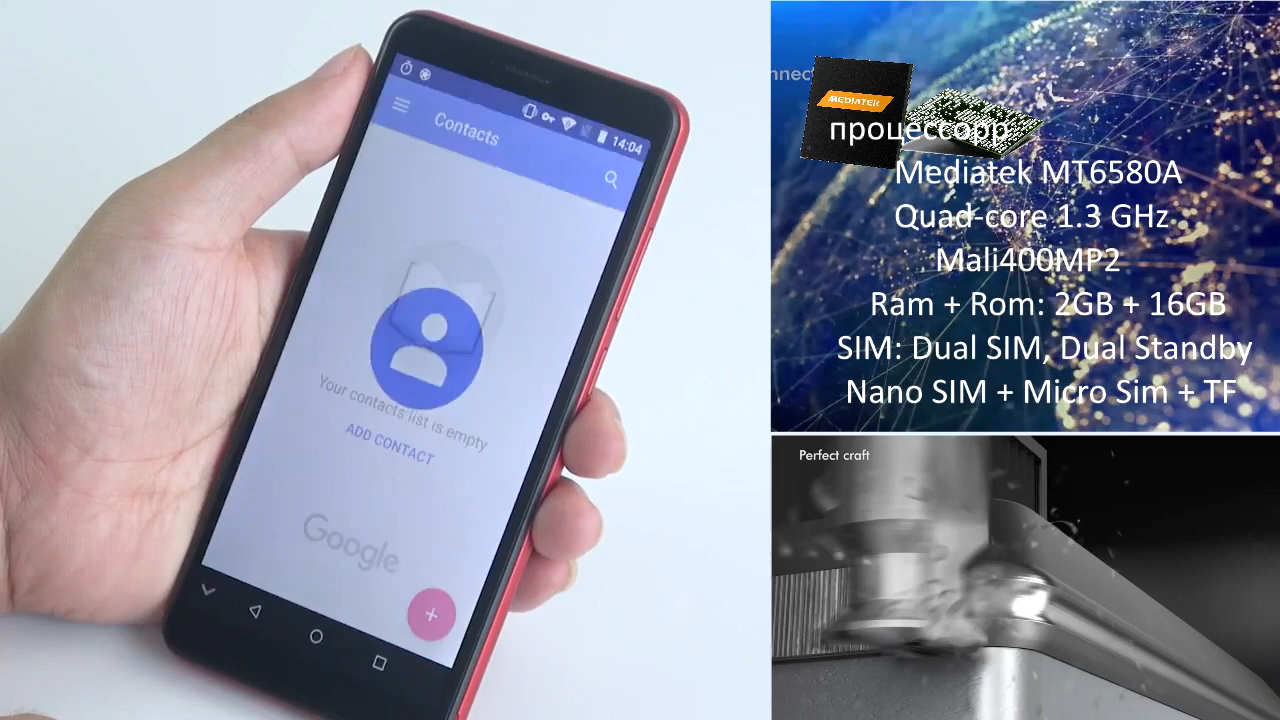 14:04
Contacts
Your contacts list is empty
ADD CONTACT
Google
nnect
MEDIATEK
процессорр
Mediatek MT6580A
Quad-core 1.3 GHz
Mali400MP2
Ram + Rom: 2GB + 16GB
SIM: Dual SIM, Dual Standby
Nano SIM + Micro Sim + TF
Perfect craft